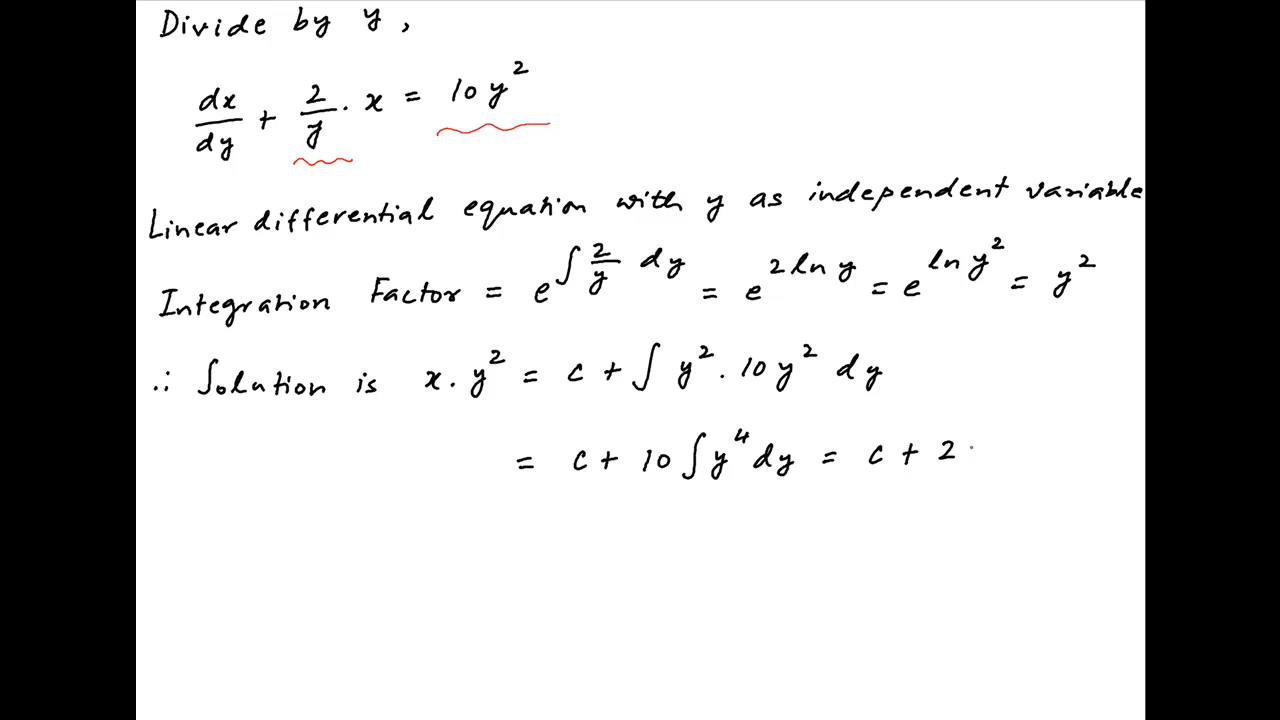 Divide by y,
dx/dy + 2/y · x = 10y²
Linear differential equation with y as independent variable
Integration Factor = e^(∫ 2/y dy) = e^(2 ln y) = e^(ln y²) = y²
∴ Solution is x · y² = c + ∫ y² · 10y² dy
= c + 10 ∫ y⁴ dy = c + 2 ·